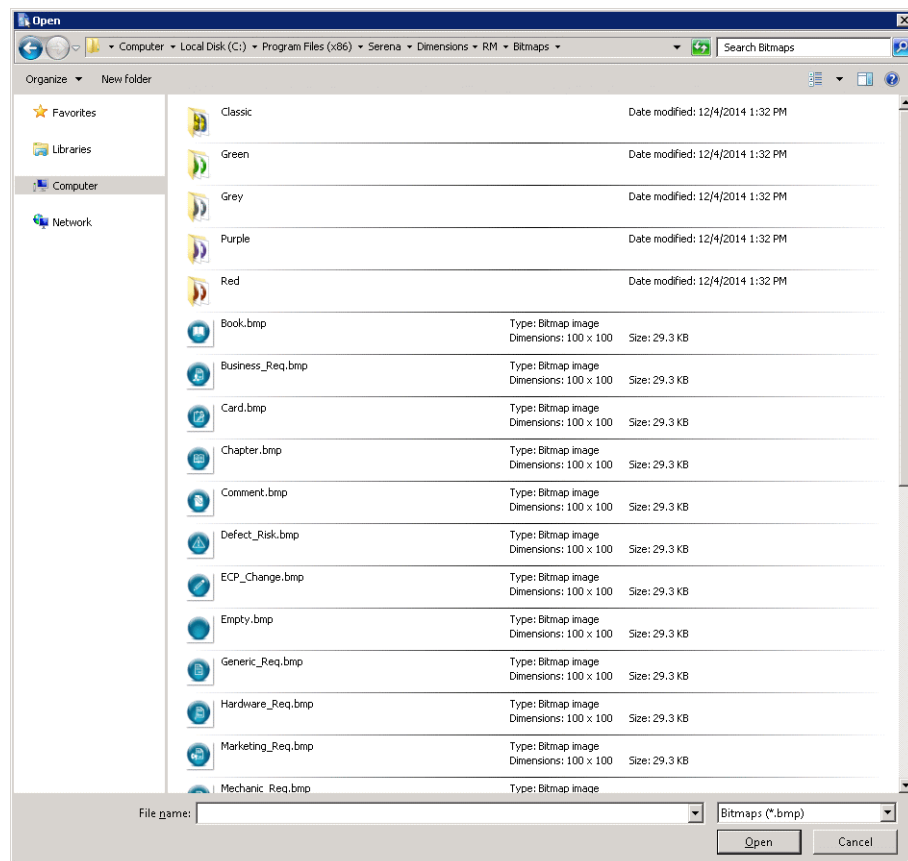 Open
Computer Local Disk (C:) Program Files (x86) Serena Dimensions RM Bitmaps
Search Bitmaps
Organize New folder
Favorites
Libraries
Computer
Network
Classic Date modified: 12/4/2014 1:32 PM
Green Date modified: 12/4/2014 1:32 PM
Grey Date modified: 12/4/2014 1:32 PM
Purple Date modified: 12/4/2014 1:32 PM
Red Date modified: 12/4/2014 1:32 PM
Book.bmp Type: Bitmap image
Dimensions: 100 x 100 Size: 29.3 KB
Business_Req.bmp Type: Bitmap image
Dimensions: 100 x 100 Size: 29.3 KB
Card.bmp Type: Bitmap image
Dimensions: 100 x 100 Size: 29.3 KB
Chapter.bmp Type: Bitmap image
Dimensions: 100 x 100 Size: 29.3 KB
Comment.bmp Type: Bitmap image
Dimensions: 100 x 100 Size: 29.3 KB
Defect_Risk.bmp Type: Bitmap image
Dimensions: 100 x 100 Size: 29.3 KB
ECP_Change.bmp Type: Bitmap image
Dimensions: 100 x 100 Size: 29.3 KB
Empty.bmp Type: Bitmap image
Dimensions: 100 x 100 Size: 29.3 KB
Generic_Req.bmp Type: Bitmap image
Dimensions: 100 x 100 Size: 29.3 KB
Hardware_Req.bmp Type: Bitmap image
Dimensions: 100 x 100 Size: 29.3 KB
Marketing_Req.bmp Type: Bitmap image
Dimensions: 100 x 100 Size: 29.3 KB
Mechanic_Req.bmp Type: Bitmap image
File name: Bitmaps (*.bmp)
Open Cancel